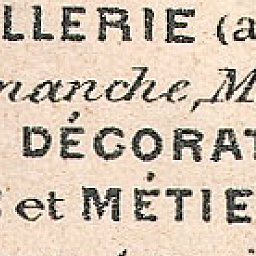 LLERIE (a
manche, M
DÉCORAT
et MÉTIE